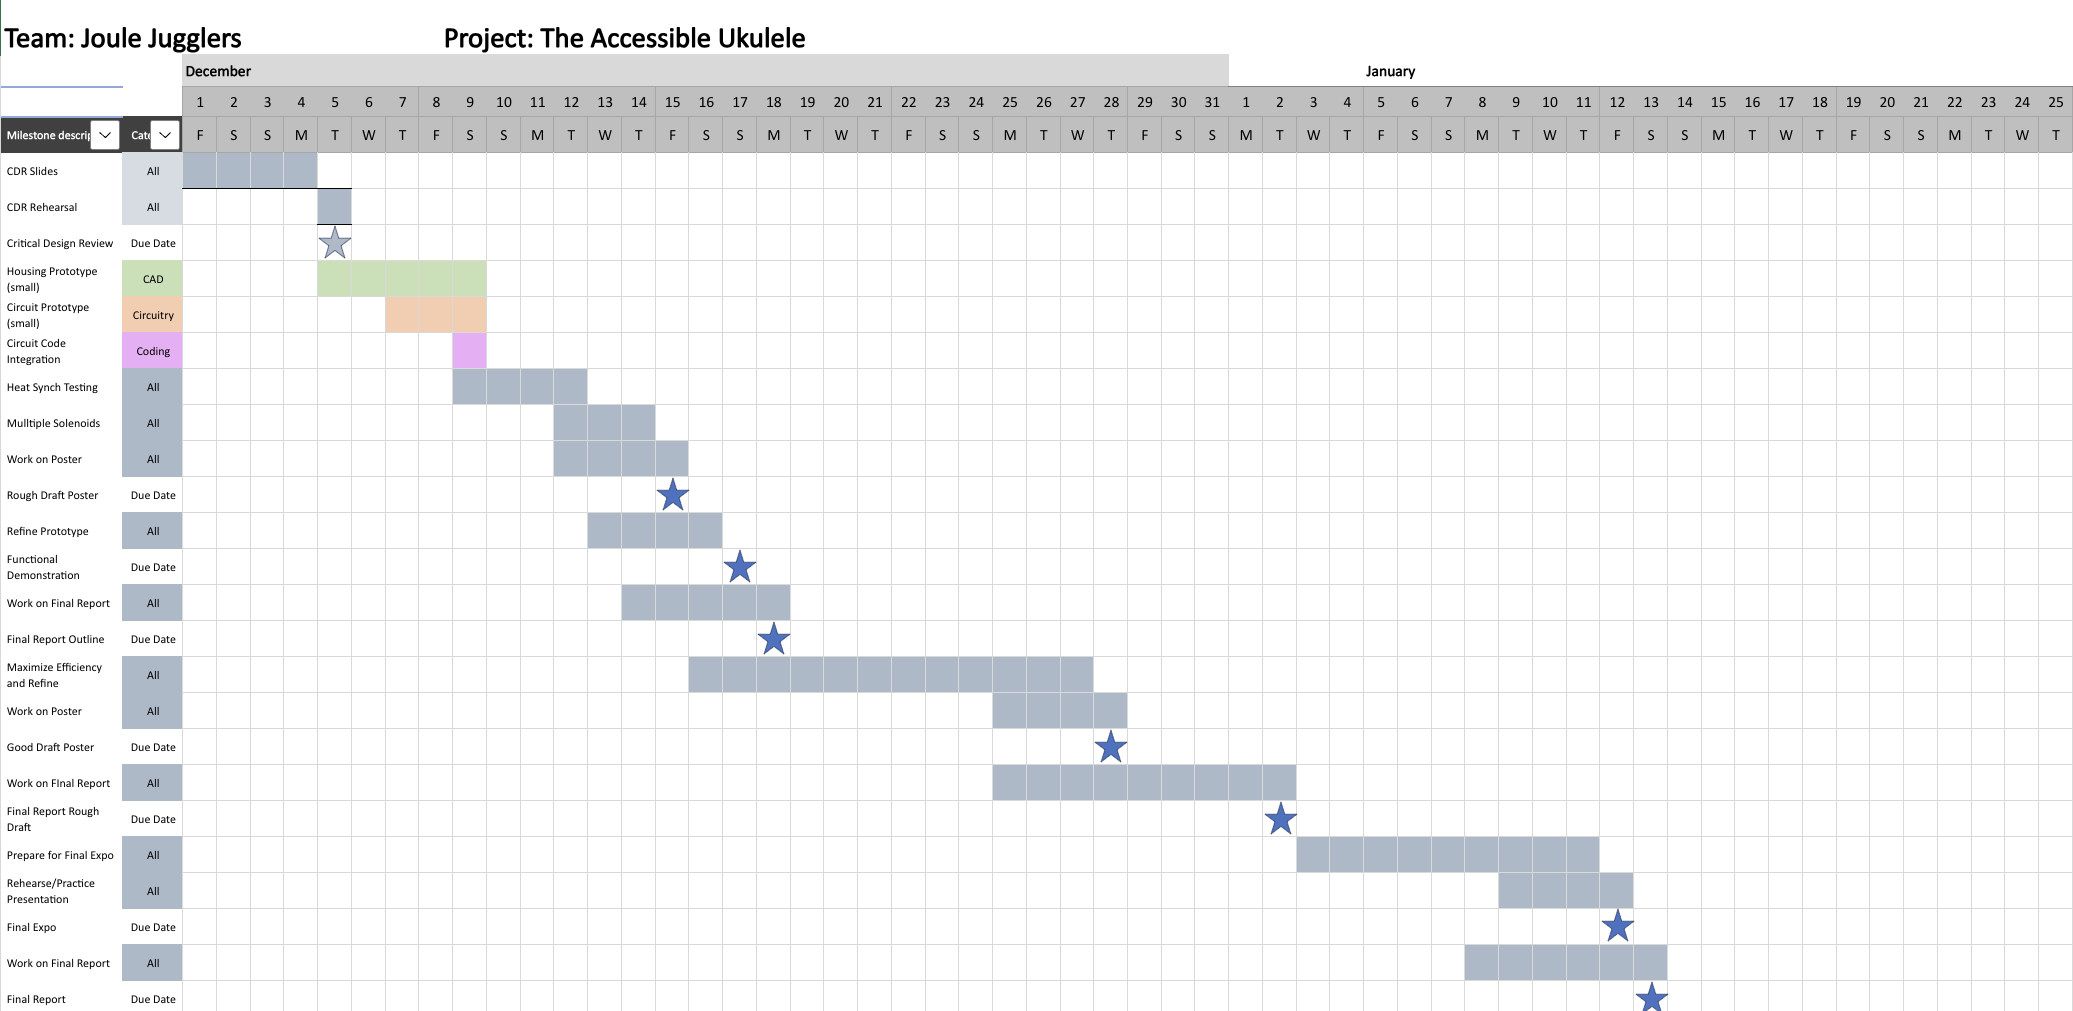 Team: Joule Jugglers Project: The Accessible Ukulele
December January
1 2 3 4 5 6 7 8 9 10 11 12 13 14 15 16 17 18 19 20 21 22 23 24 25 26 27 28 29 30 31 1 2 3 4 5 6 7 8 9 10 11 12 13 14 15 16 17 18 19 20 21 22 23 24 25
Milestone descrip Cate F S S M T W T F S S M T W T F S S M T W T F S S M T W T F S S M T W T F S S M T W T F S S M T W T F S S M T W T
CDR Slides All
CDR Rehearsal All
Critical Design Review Due Date
Housing Prototype
(small) CAD
Circuit Prototype
(small) Circuitry
Circuit Code
Integration Coding
Heat Synch Testing All
Mulltiple Solenoids All
Work on Poster All
Rough Draft Poster Due Date
Refine Prototype All
Functional
Demonstration Due Date
Work on Final Report All
Final Report Outline Due Date
Maximize Efficiency
and Refine All
Work on Poster All
Good Draft Poster Due Date
Work on FInal Report All
Final Report Rough
Draft Due Date
Prepare for Final Expo All
Rehearse/Practice
Presentation All
Final Expo Due Date
Work on Final Report All
Final Report Due Date